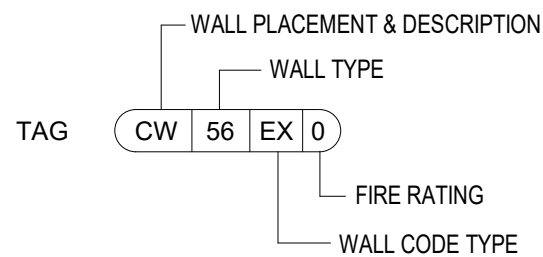 WALL PLACEMENT & DESCRIPTION
WALL TYPE
TAG CW 56 EX 0
FIRE RATING
WALL CODE TYPE